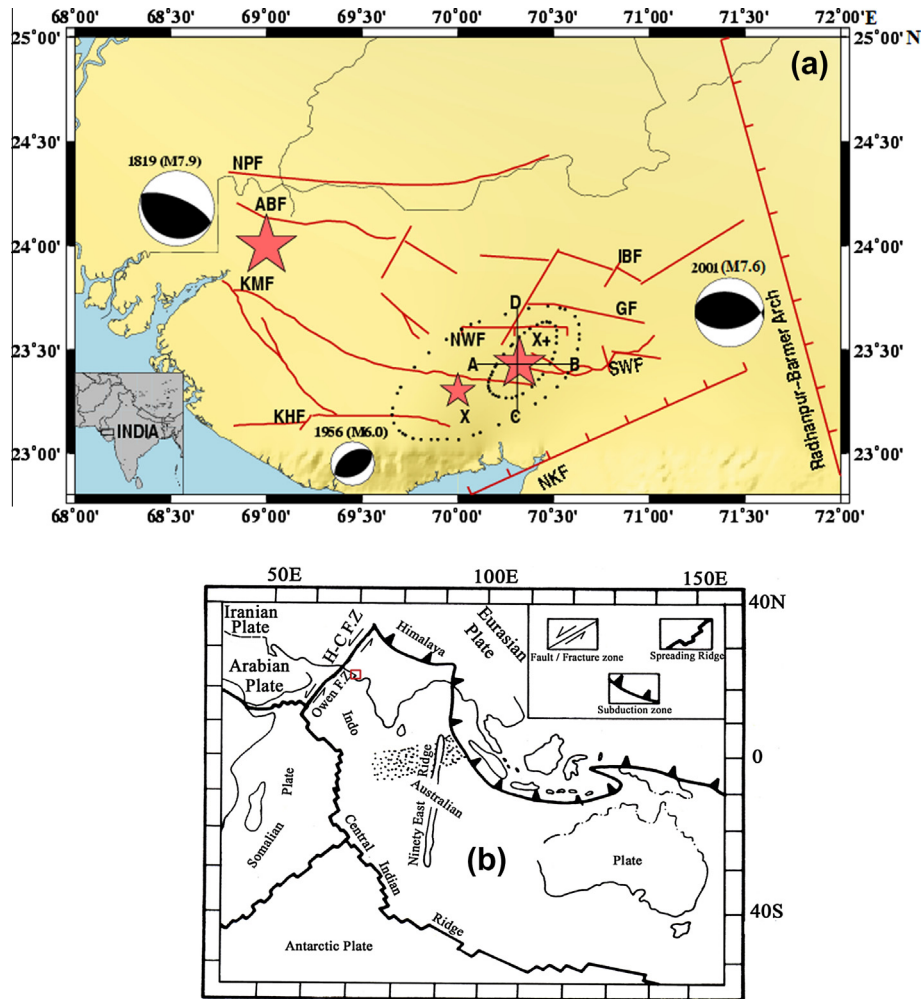 68°00' 68°30' 69°00' 69°30' 70°00' 70°30' 71°00' 71°30' 72°00' E
25°00' 25°00' N
(a)
24°30' 24°30'
1819 (M7.9)
NPF
ABF
24°00' 24°00'
IBF
2001 (M7.6)
KMF
D
GF
23°30' 23°30'
NWF
X+
A
B
SWF
X
C
KHF
INDIA
1956 (M6.0)
23°00' 23°00'
NKF
Radhanpur-Barmer Arch
68°00' 68°30' 69°00' 69°30' 70°00' 70°30' 71°00' 71°30' 72°00'
50E 100E 150E
40N
Iranian
Plate
H-C F.Z
Himalaya
Eurasian
Plate
Fault / Fracture zone
Spreading Ridge
Subduction zone
Arabian
Plate
Owen F.Z
Indo
0
Ridge
Australian
Ninety East
Plate
Somalian
Central
Indian
Ridge
(b)
Plate
40S
Antarctic Plate